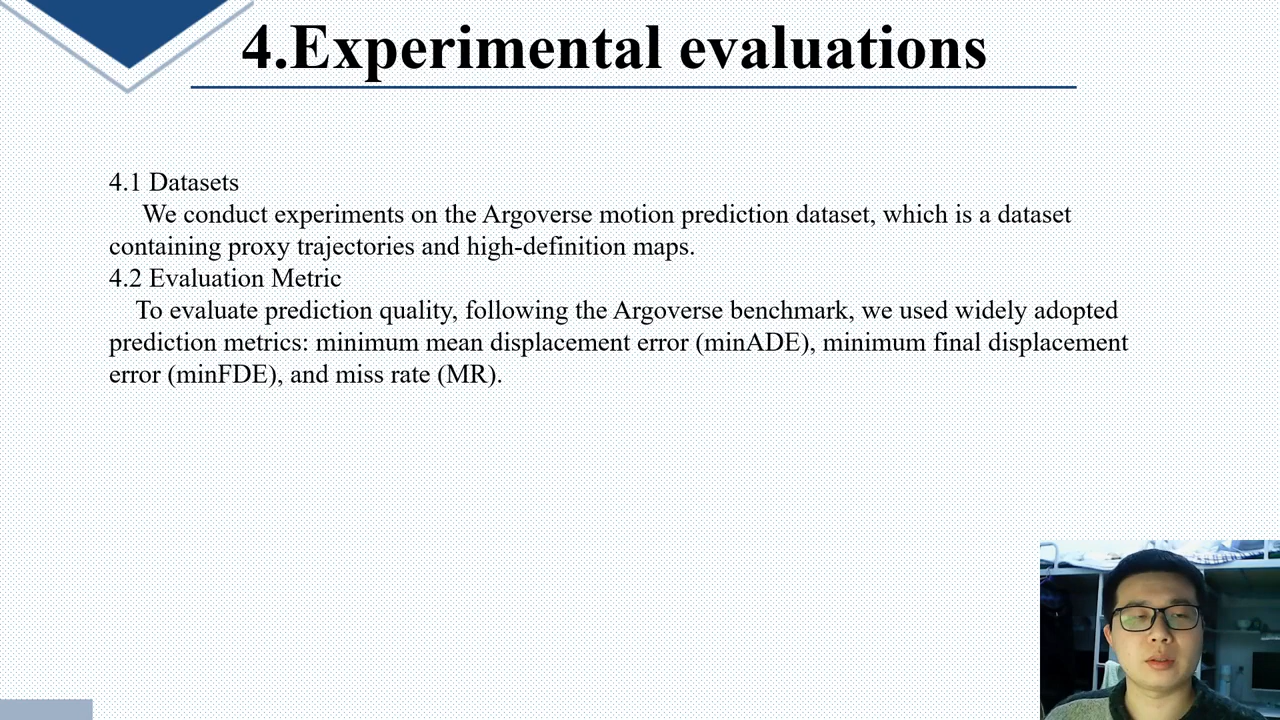 4.Experimental evaluations
4.1 Datasets
We conduct experiments on the Argoverse motion prediction dataset, which is a dataset
containing proxy trajectories and high-definition maps.
4.2 Evaluation Metric
To evaluate prediction quality, following the Argoverse benchmark, we used widely adopted
prediction metrics: minimum mean displacement error (minADE), minimum final displacement
error (minFDE), and miss rate (MR).